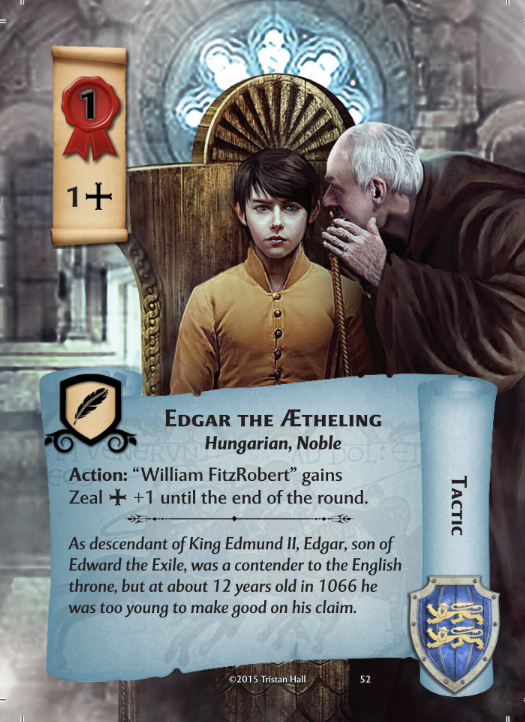 1
1
EDGAR THE ÆTHELING
Hungarian, Noble
Action: “William FitzRobert” gains
Zeal ✠ +1 until the end of the round.
As descendant of King Edmund II, Edgar, son of
Edward the Exile, was a contender to the English
throne, but at about 12 years old in 1066 he
was too young to make good on his claim.
TACTIC
©2015 Tristan Hall
52